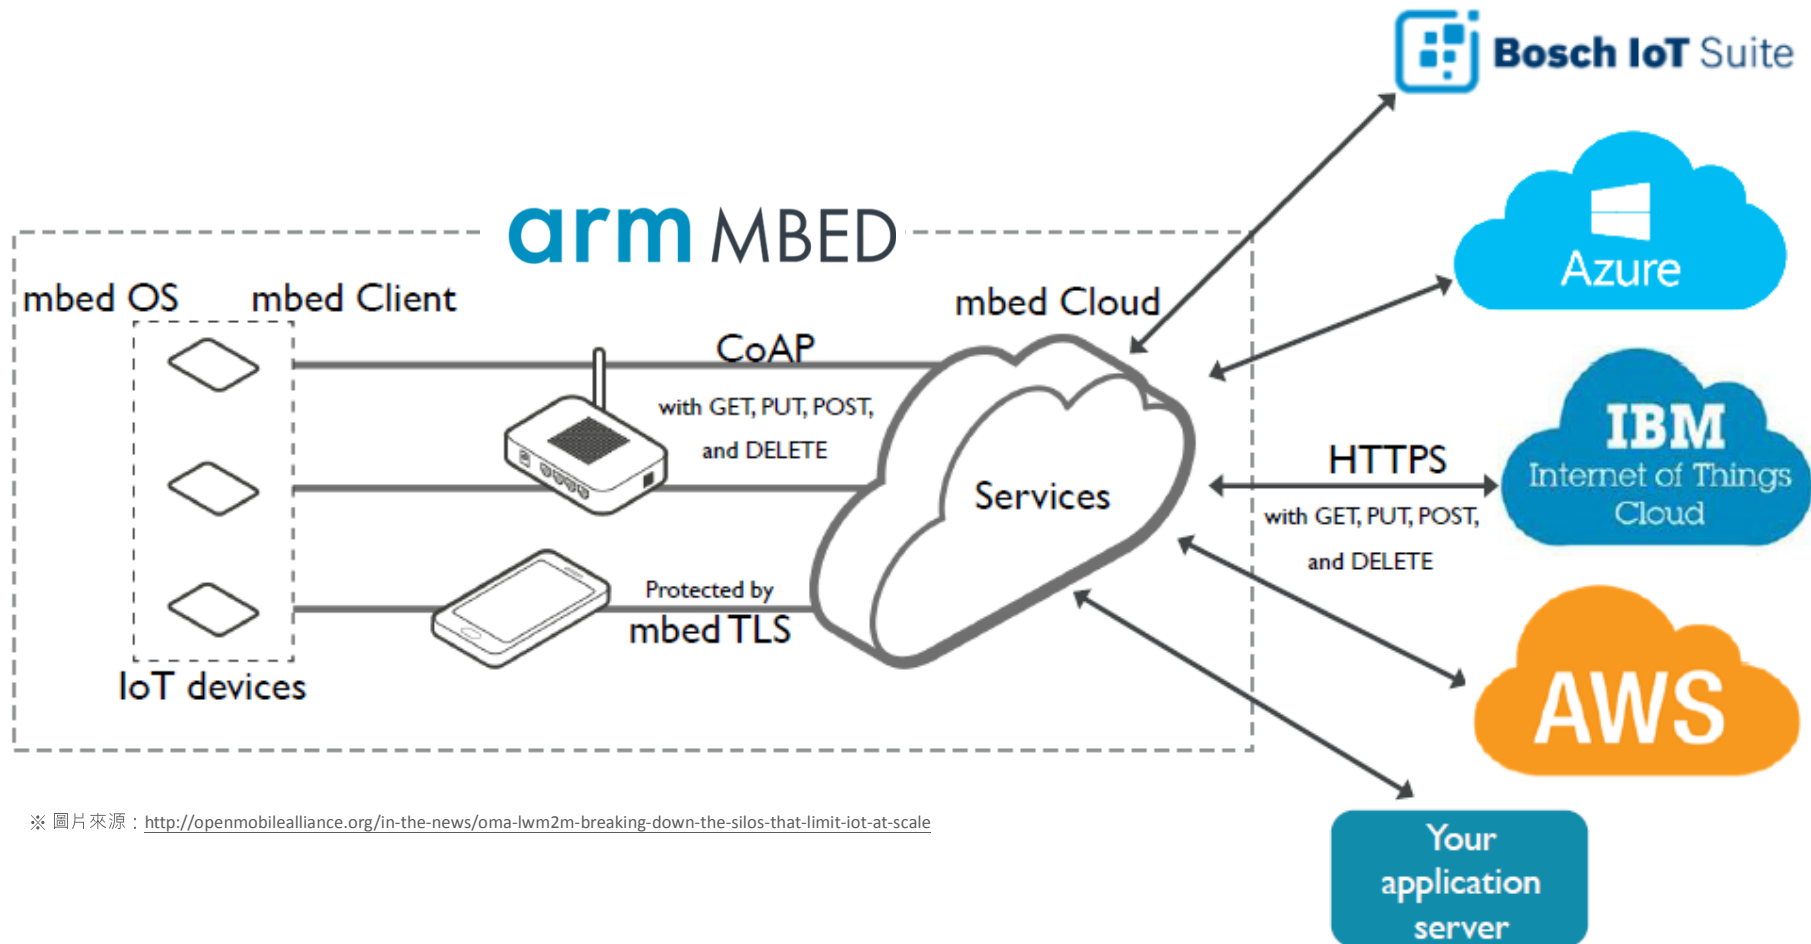 Bosch IoT Suite
arm MBED
Azure
mbed OS
mbed Client
mbed Cloud
CoAP
with GET, PUT, POST,
and DELETE
Services
HTTPS
with GET, PUT, POST,
and DELETE
IBM
Internet of Things
Cloud
Protected by
mbed TLS
IoT devices
AWS
※ 圖片來源：http://openmobilealliance.org/in-the-news/oma-lwm2m-breaking-down-the-silos-that-limit-iot-at-scale
Your
application
server